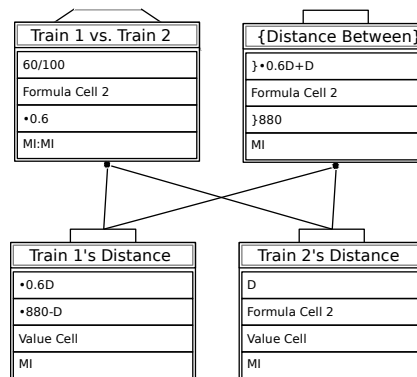 Train 1 vs. Train 2
60/100
Formula Cell 2
•0.6
MI:MI
{Distance Between}
}•0.6D+D
Formula Cell 2
}880
MI
Train 1's Distance
•0.6D
•880-D
Value Cell
MI
Train 2's Distance
D
Formula Cell 2
Value Cell
MI